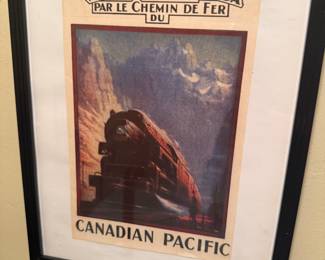 PAR LE CHEMIN DE FER
DU
CANADIAN PACIFIC